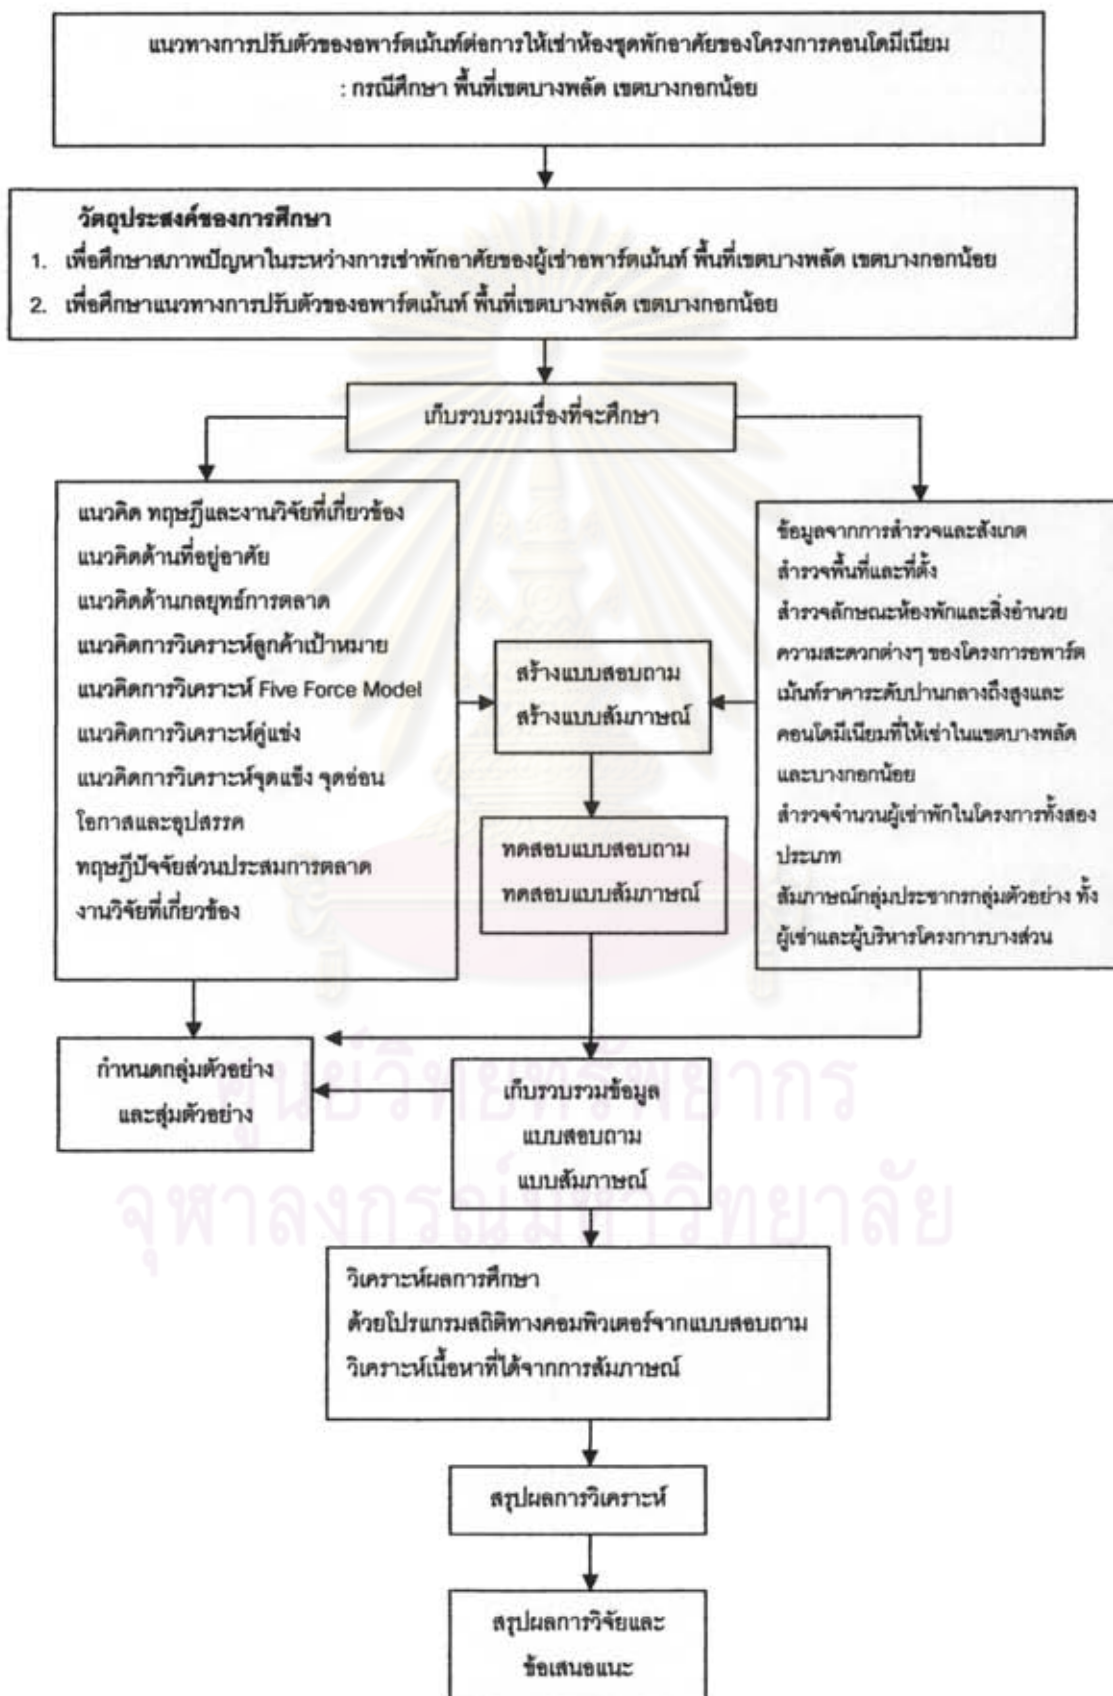 แนวทางการปรับตัวของอพาร์ตเม้นท์ต่อการให้เช่าห้องชุดพักอาศัยของโครงการคอนโดมีเนียม
: กรณีศึกษา พื้นที่เขตบางพลัด เขตบางกอกน้อย
วัตถุประสงค์ของการศึกษา
1. เพื่อศึกษาสภาพปัญหาในระหว่างการเช่าพักอาศัยของผู้เช่าอพาร์ตเม้นท์ พื้นที่เขตบางพลัด เขตบางกอกน้อย
2. เพื่อศึกษาแนวทางการปรับตัวของอพาร์ตเม้นท์ พื้นที่เขตบางพลัด เขตบางกอกน้อย
เก็บรวบรวมเรื่องที่จะศึกษา
แนวคิด ทฤษฎีและงานวิจัยที่เกี่ยวข้อง
แนวคิดด้านที่อยู่อาศัย
แนวคิดด้านกลยุทธ์การตลาด
แนวคิดการวิเคราะห์ลูกค้าเป้าหมาย
แนวคิดการวิเคราะห์ Five Force Model
แนวคิดการวิเคราะห์คู่แข่ง
แนวคิดการวิเคราะห์จุดแข็ง จุดอ่อน
โอกาสและอุปสรรค
ทฤษฎีปัจจัยส่วนประสมการตลาด
งานวิจัยที่เกี่ยวข้อง
สร้างแบบสอบถาม
สร้างแบบสัมภาษณ์
ข้อมูลจากการสำรวจและสังเกต
สำรวจพื้นที่และที่ตั้ง
สำรวจลักษณะห้องพักและสิ่งอำนวย
ความสะดวกต่างๆ ของโครงการอพาร์ต
เม้นท์ราคาระดับปานกลางถึงสูงและ
คอนโดมีเนียมที่ให้เช่าในแขตบางพลัด
และบางกอกน้อย
สำรวจจำนวนผู้เช่าพักในโครงการทั้งสอง
ประเภท
สัมภาษณ์กลุ่มประชากรกลุ่มตัวอย่าง ทั้ง
ผู้เช่าและผู้บริหารโครงการบางส่วน
ทดสอบแบบสอบถาม
ทดสอบแบบสัมภาษณ์
กำหนดกลุ่มตัวอย่าง
และสุ่มตัวอย่าง
เก็บรวบรวมข้อมูล
แบบสอบถาม
แบบสัมภาษณ์
ศูนย์วิทยทรัพยากร
จุฬาลงกรณ์มหาวิทยาลัย
วิเคราะห์ผลการศึกษา
ด้วยโปรแกรมสถิติทางคอมพิวเตอร์จากแบบสอบถาม
วิเคราะห์เนื้อหาที่ได้จากการสัมภาษณ์
สรุปผลการวิเคราะห์
สรุปผลการวิจัยและ
ข้อเสนอแนะ